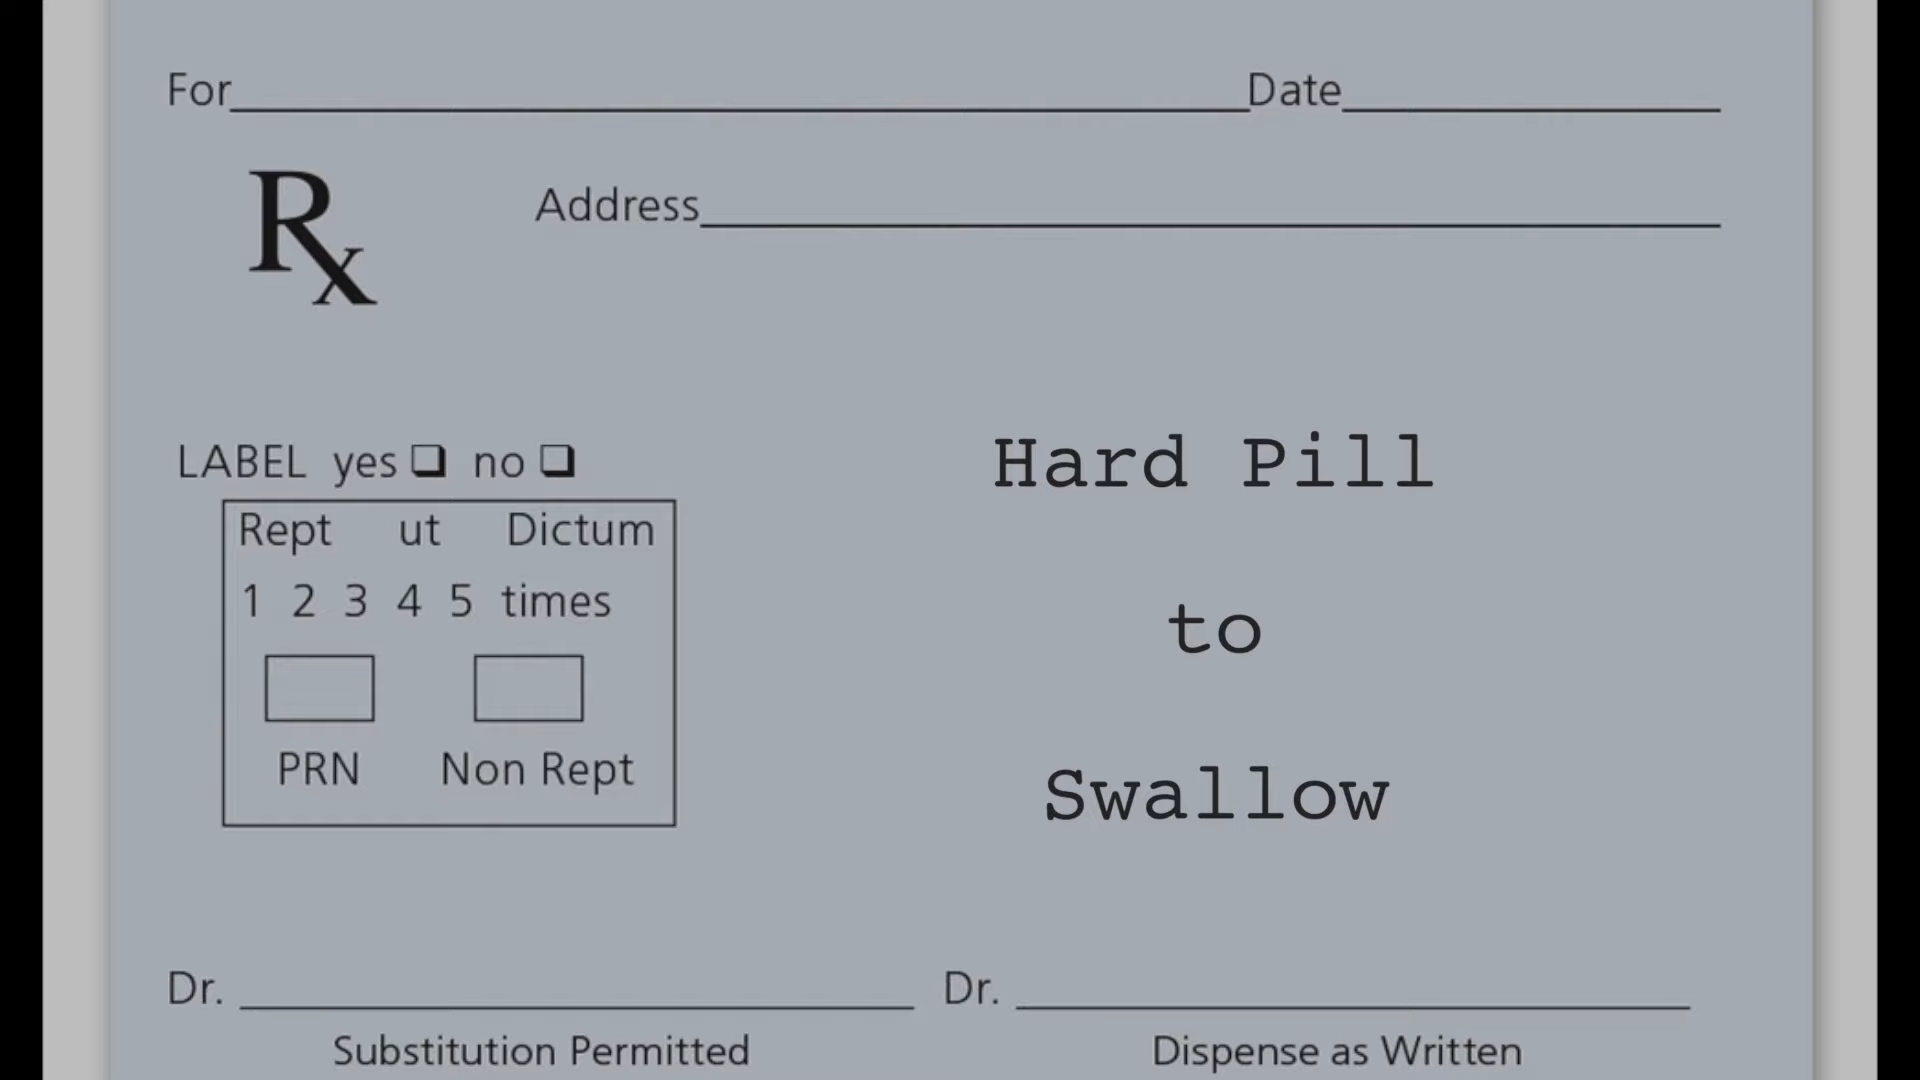 For Date
Rx Address
LABEL yes no
Rept ut Dictum
1 2 3 4 5 times
PRN Non Rept
Hard Pill
to
Swallow
Dr. Dr.
Substitution Permitted Dispense as Written